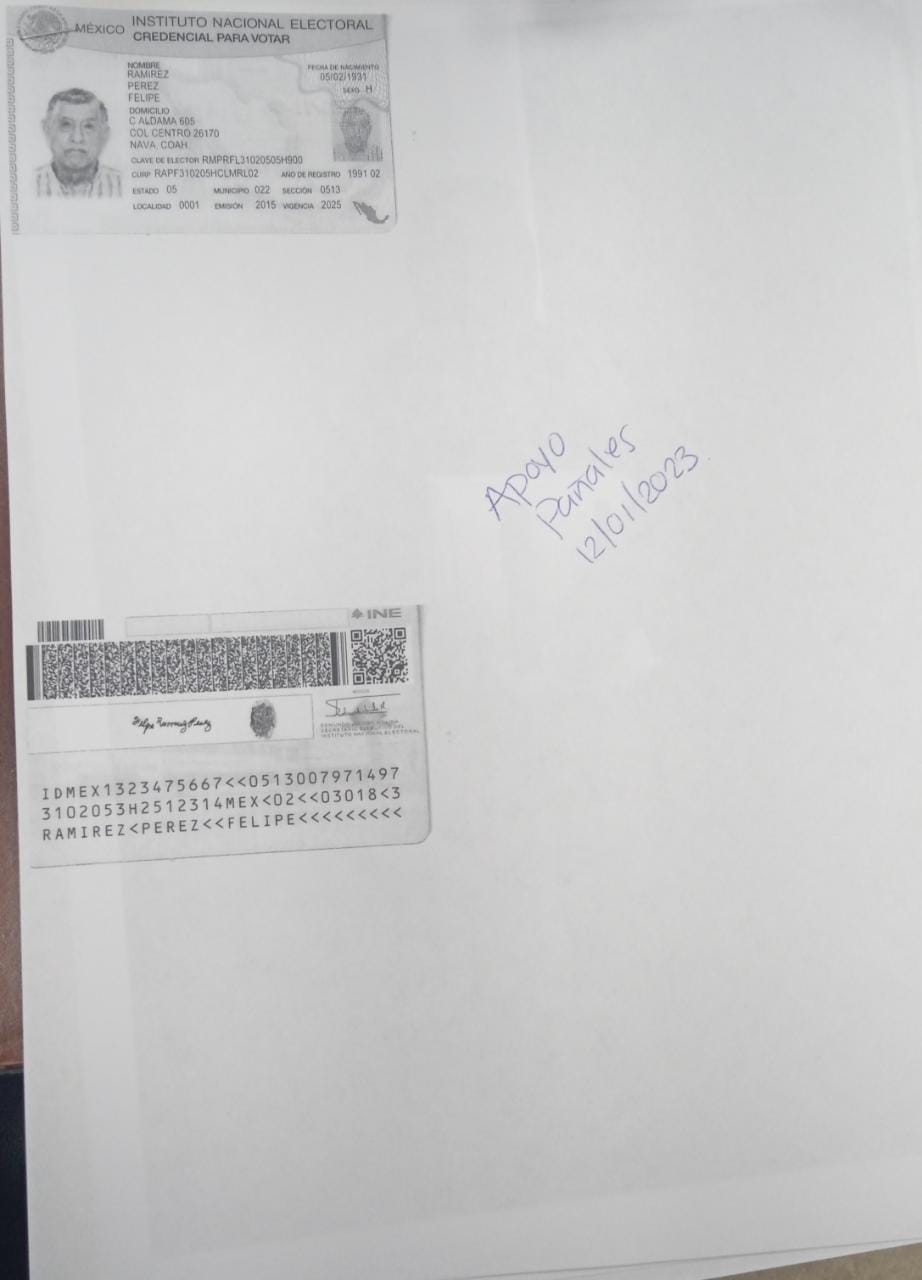 MÉXICO INSTITUTO NACIONAL ELECTORAL
CREDENCIAL PARA VOTAR
NOMBRE
RAMIREZ
PEREZ
FELIPE
FECHA DE NACIMIENTO
05/02/1931
SEXO H
DOMICILIO
C ALDAMA 605
COL CENTRO 26170
NAVA, COAH.
CLAVE DE ELECTOR RMPRFL31020505H900
CURP RAPF310205HCLMRL02 AÑO DE REGISTRO 1991 02
ESTADO 05 MUNICIPIO 022 SECCIÓN 0513
LOCALIDAD 0001 EMISIÓN 2015 VIGENCIA 2025
Apoyo
Pañales
12/01/2023
INE
Felipe Ramirez Perez
SECRETARIO EJECUTIVO DEL
INSTITUTO NACIONAL ELECTORAL
IDMEX1323475667<<0513007971497
3102053H2512314MEX<02<<03018<3
RAMIREZ<PEREZ<<FELIPE<<<<<<<<<